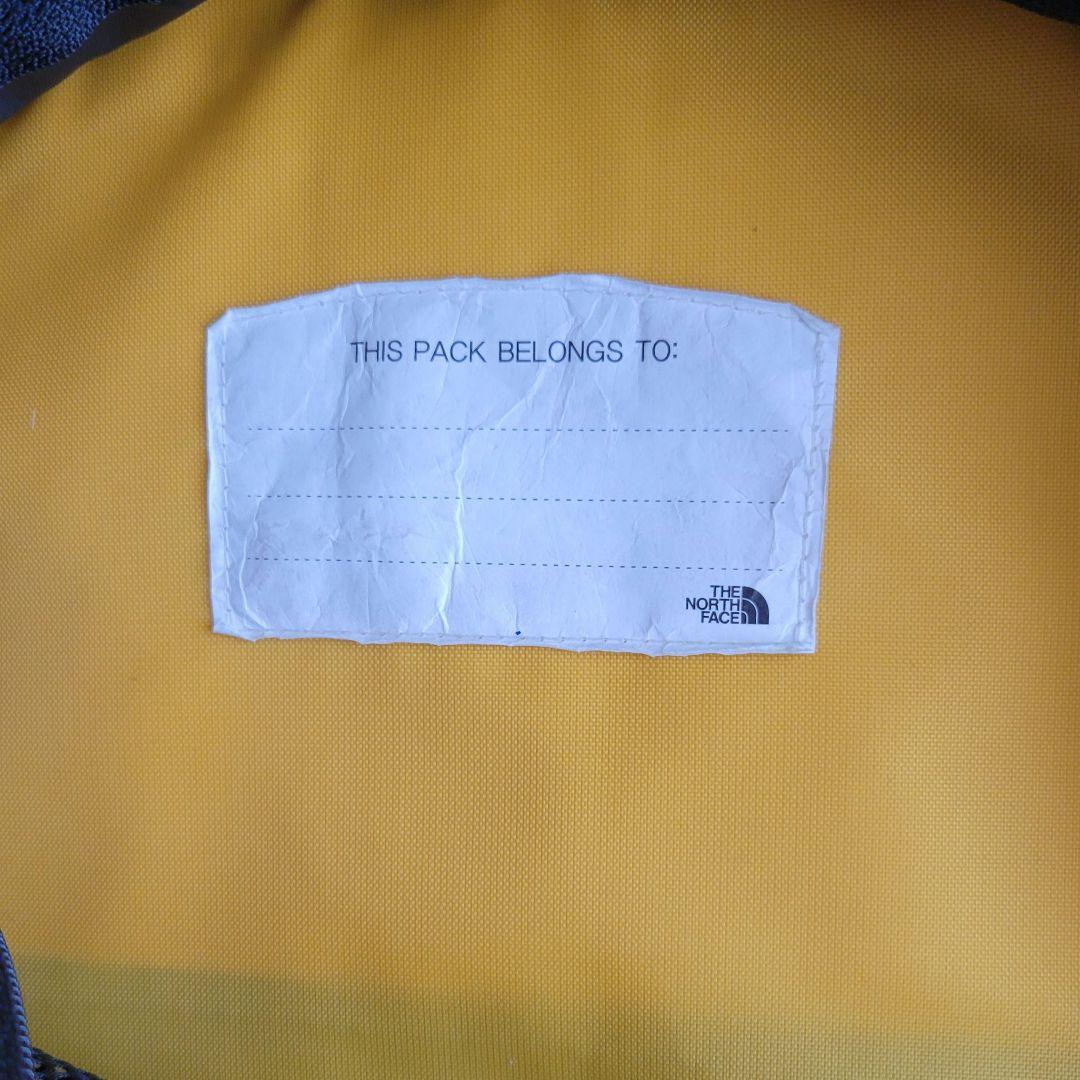 THIS PACK BELONGS TO:
THE
NORTH
FACE